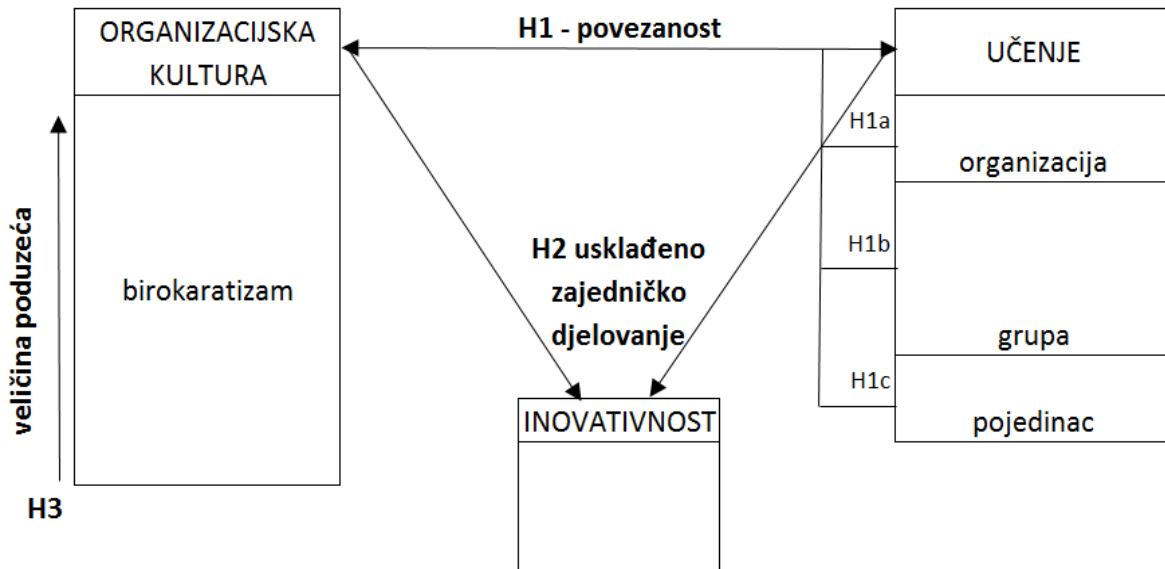 ORGANIZACIJSKA
KULTURA
H1 - povezanost
UČENJE
H1a
organizacija
H1b
grupa
H1c
pojedinac
veličina poduzeća
birokaratizam
H3
H2 usklađeno
zajedničko
djelovanje
INOVATIVNOST